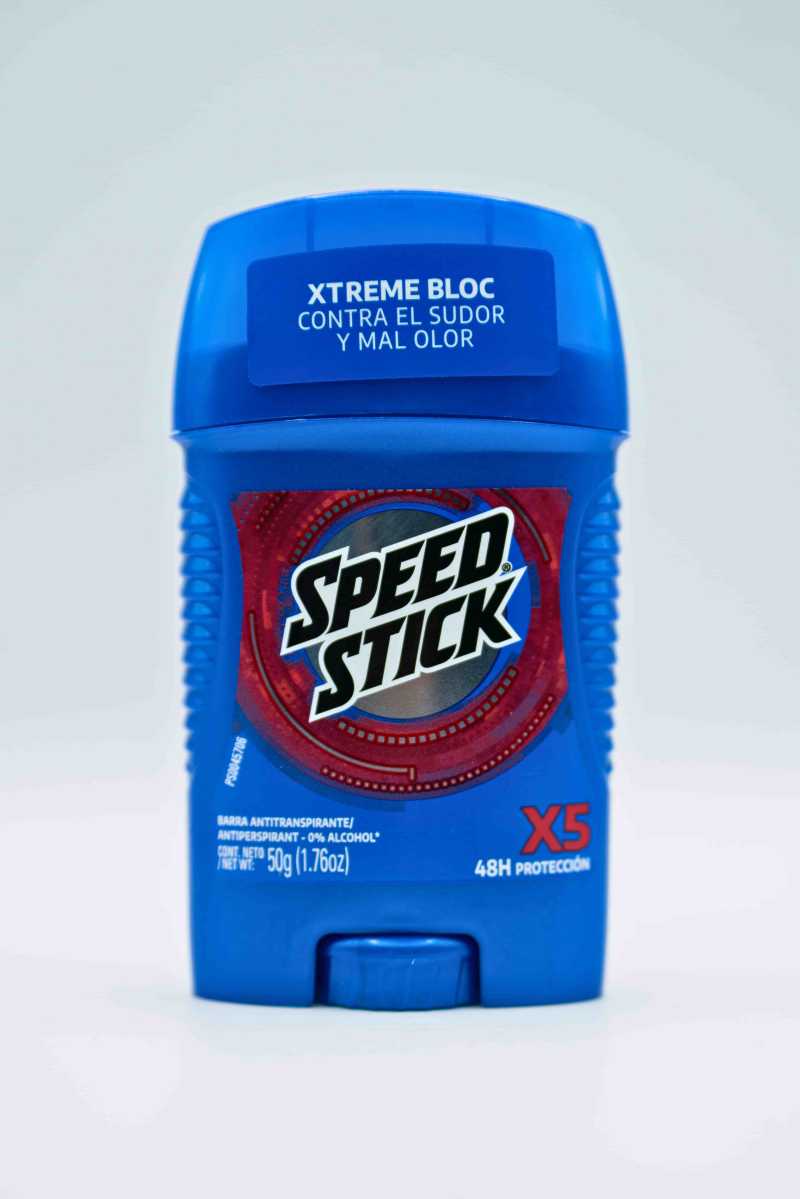 XTREME BLOC
CONTRA EL SUDOR
Y MAL OLOR
SPEED
STICK®
PS0045706
BARRA ANTITRANSPIRANTE/
ANTIPERSPIRANT - 0% ALCOHOL*
CONT. NETO
/ NET WT: 50g (1.76oz)
X5
48H PROTECCIÓN